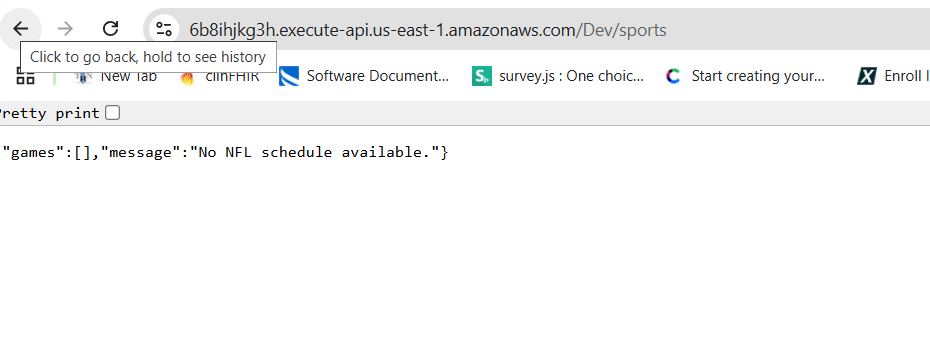 6b8ihjkg3h.execute-api.us-east-1.amazonaws.com/Dev/sports
Click to go back, hold to see history
New Tab clinFHIR Software Document... survey.js : One choic... Start creating your... Enroll
Pretty print
"games":[],"message":"No NFL schedule available."}